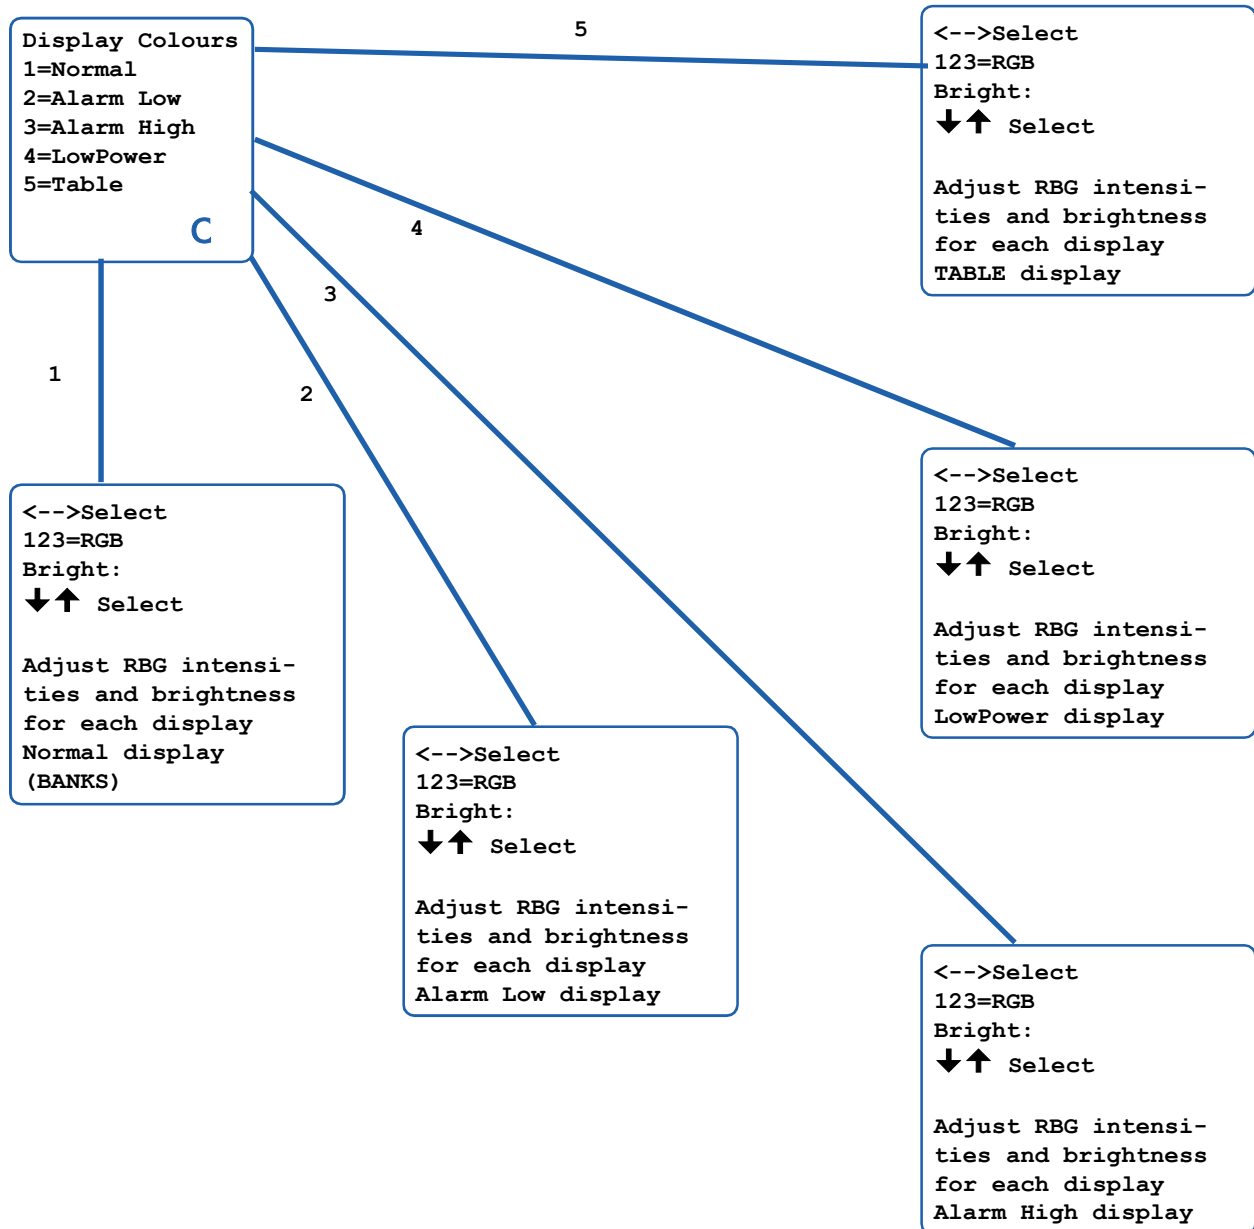 Display Colours
1=Normal
2=Alarm Low
3=Alarm High
4=LowPower
5=Table
C
5
<-->Select
123=RGB
Bright:
↓↑ Select
Adjust RBG intensi-
ties and brightness
for each display
TABLE display
4
3
1
2
<-->Select
123=RGB
Bright:
↓↑ Select
Adjust RBG intensi-
ties and brightness
for each display
LowPower display
<-->Select
123=RGB
Bright:
↓↑ Select
Adjust RBG intensi-
ties and brightness
for each display
Normal display
(BANKS)
<-->Select
123=RGB
Bright:
↓↑ Select
Adjust RBG intensi-
ties and brightness
for each display
Alarm Low display
<-->Select
123=RGB
Bright:
↓↑ Select
Adjust RBG intensi-
ties and brightness
for each display
Alarm High display